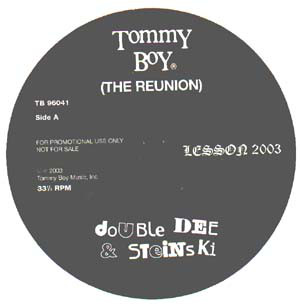 TOMMY
BOY®
(THE REUNION)
TB 96041
Side A
FOR PROMOTIONAL USE ONLY
NOT FOR SALE
LESSON 2003
2003
Tommy Boy Music, Inc.
33⅓ RPM
doUbLe DEE
& STeiNsKi